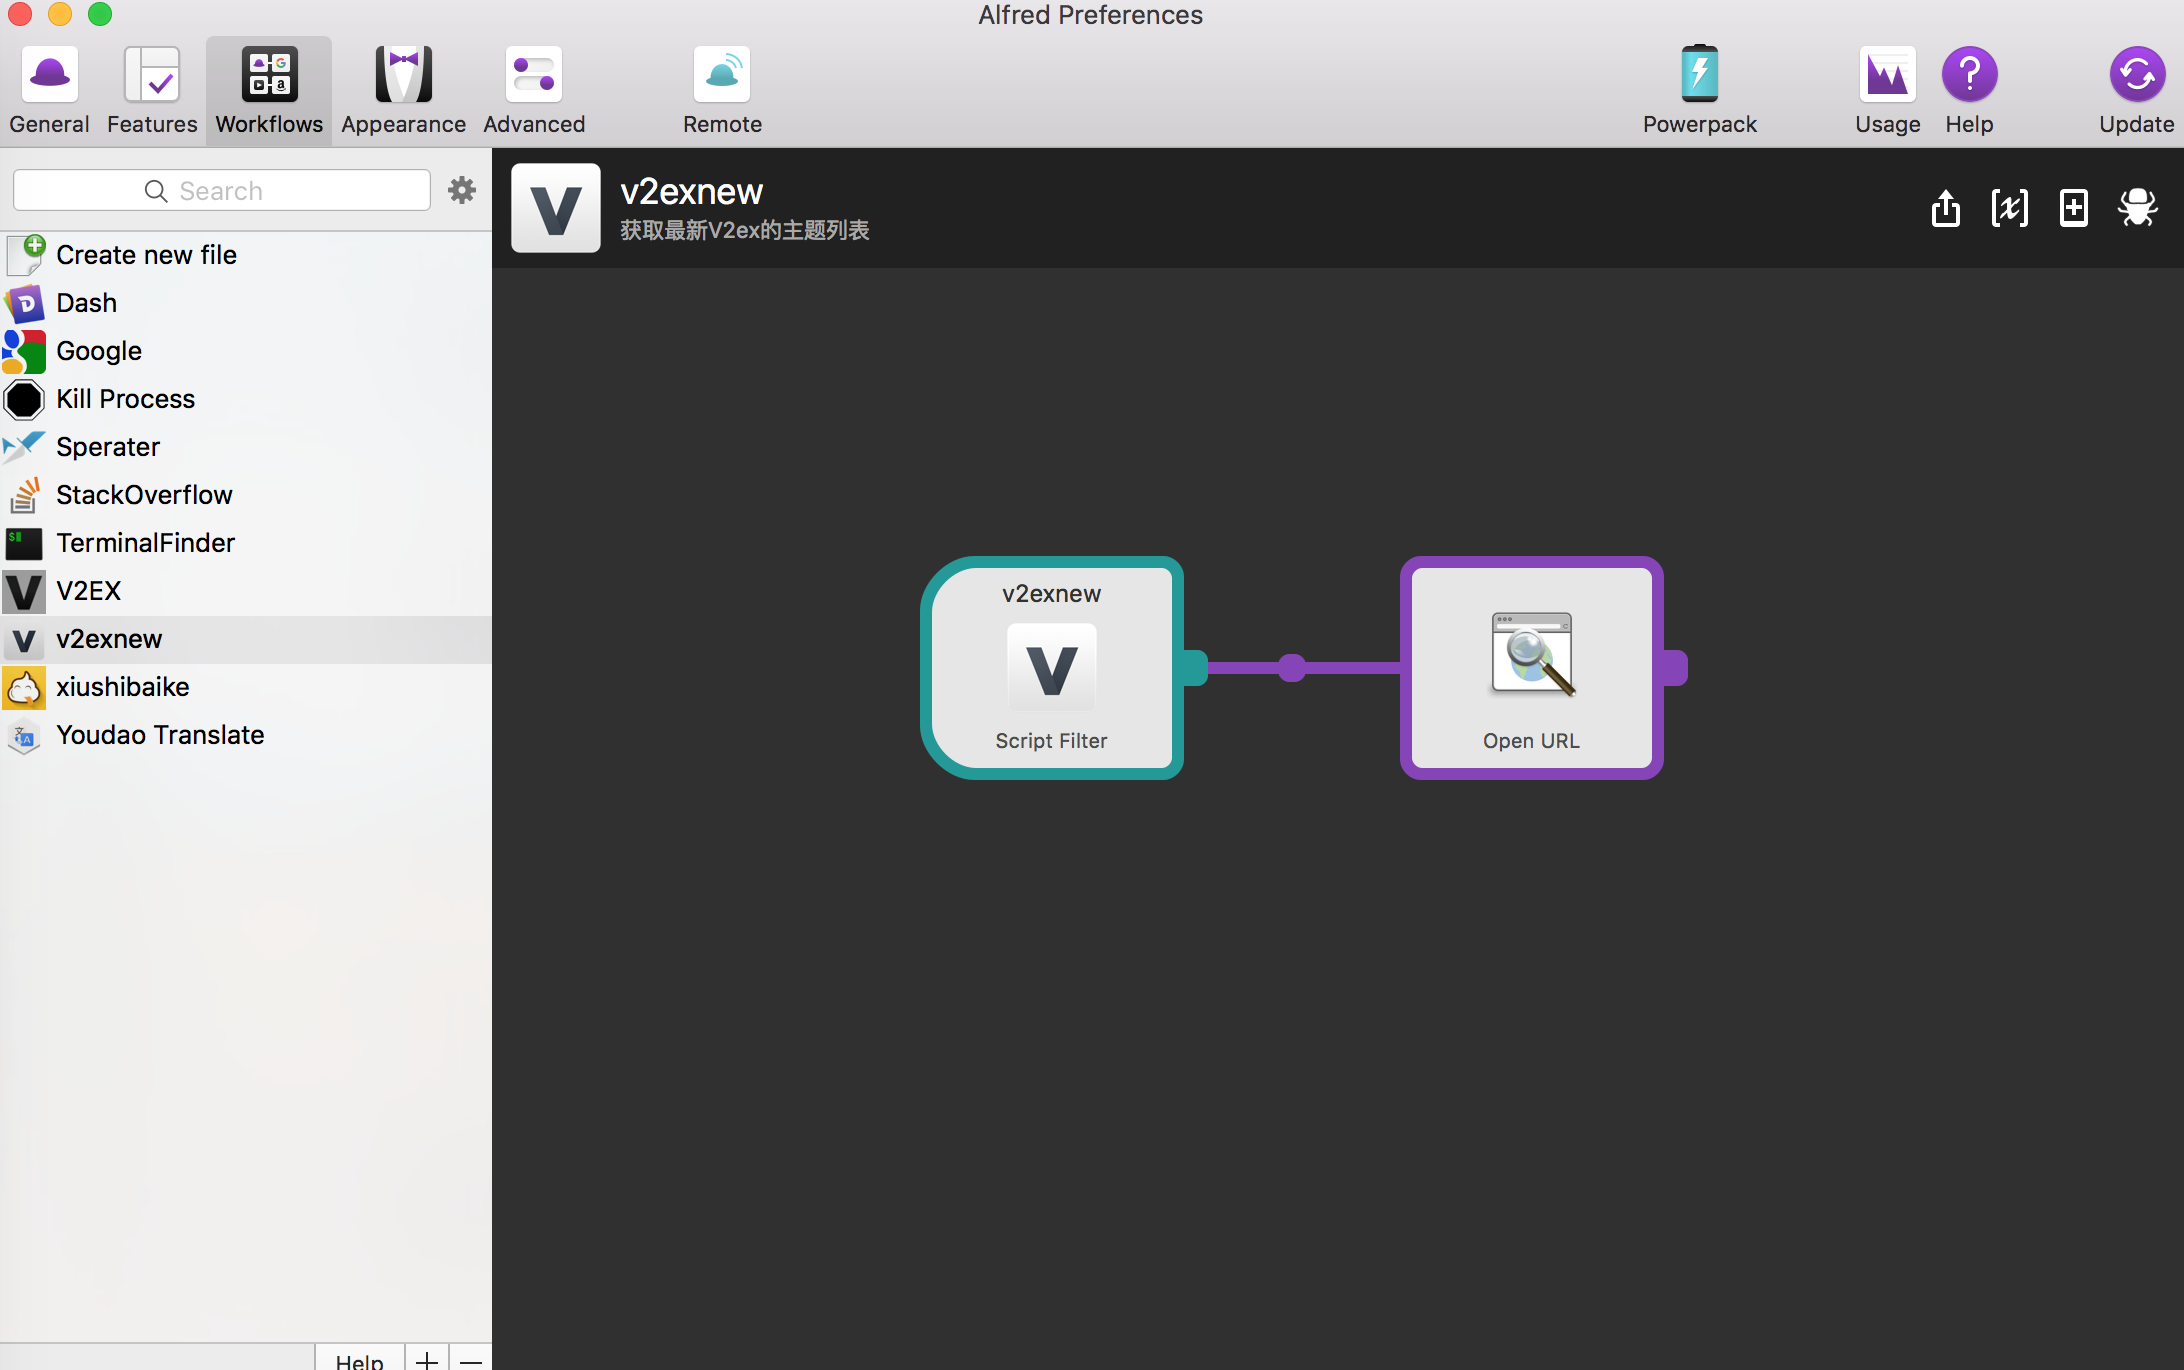 Alfred Preferences
General
Features
Workflows
Appearance
Advanced
Remote
Powerpack
Usage
Help
Update
Search
Create new file
Dash
Google
Kill Process
Sperater
StackOverflow
TerminalFinder
V2EX
v2exnew
xiushibaike
Youdao Translate
Help
v2exnew
获取最新V2ex的主题列表
v2exnew
Script Filter
Open URL